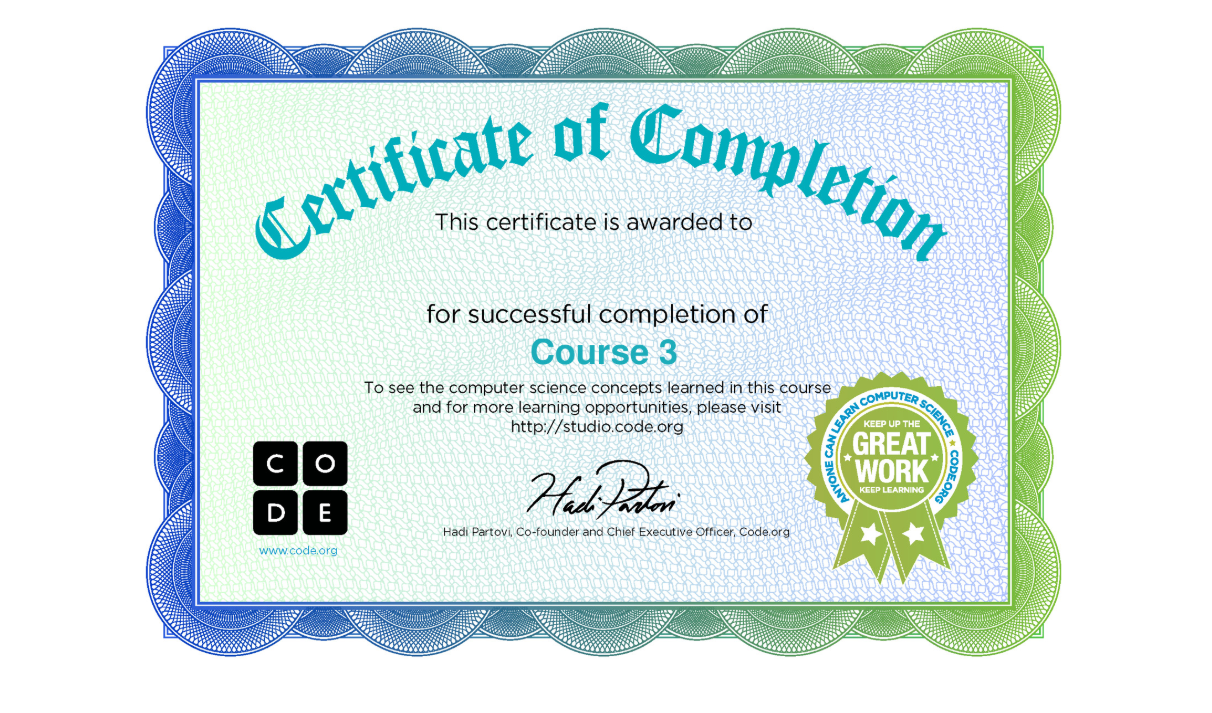 Certificate of Completion
This certificate is awarded to
for successful completion of
Course 3
To see the computer science concepts learned in this course
and for more learning opportunities, please visit
http://studio.code.org
C O
D E
www.code.org
Hadi Partovi
Hadi Partovi, Co-founder and Chief Executive Officer, Code.org
ANYONE CAN LEARN COMPUTER SCIENCE ★ CODE.ORG
KEEP UP THE
GREAT
WORK
KEEP LEARNING